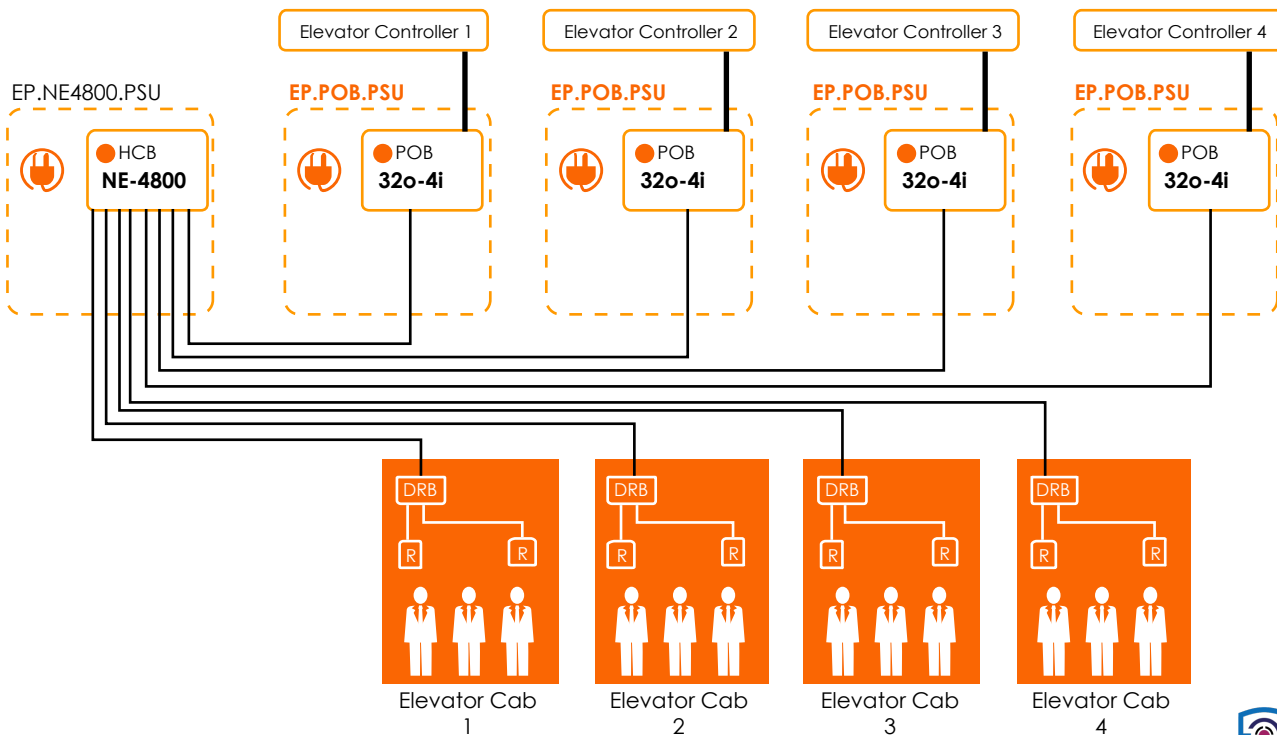 Elevator Controller 1
Elevator Controller 2
Elevator Controller 3
Elevator Controller 4
EP.NE4800.PSU
EP.POB.PSU
EP.POB.PSU
EP.POB.PSU
EP.POB.PSU
HCB
NE-4800
POB
32o-4i
POB
32o-4i
POB
32o-4i
POB
32o-4i
DRB
R
R
DRB
R
R
DRB
R
R
DRB
R
R
Elevator Cab
1
Elevator Cab
2
Elevator Cab
3
Elevator Cab
4